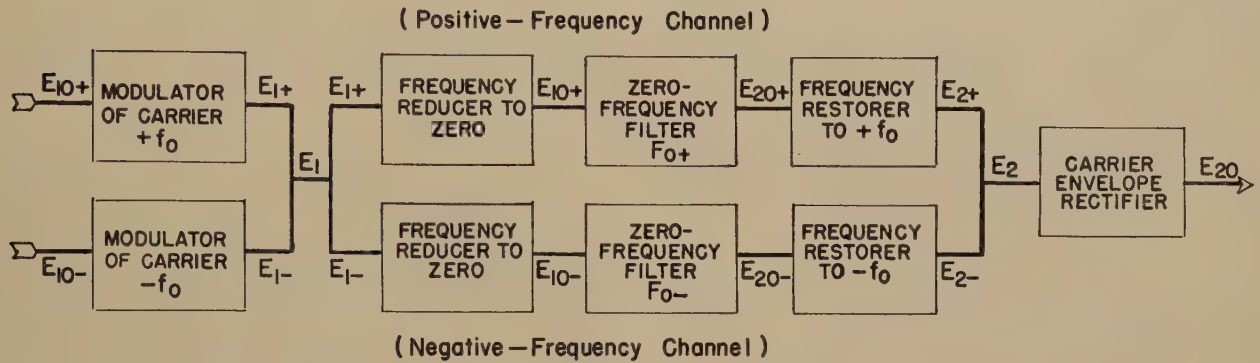 (Positive-Frequency Channel)
E10+
MODULATOR
OF CARRIER
+f0
E1+
E1
E1+
FREQUENCY
REDUCER TO
ZERO
E10+
ZERO-
FREQUENCY
FILTER
F0+
E20+
FREQUENCY
RESTORER
TO +f0
E2+
E2
CARRIER
ENVELOPE
RECTIFIER
E20
E10-
MODULATOR
OF CARRIER
-f0
E1-
E1-
FREQUENCY
REDUCER TO
ZERO
E10-
ZERO-
FREQUENCY
FILTER
F0-
E20-
FREQUENCY
RESTORER
TO -f0
E2-
(Negative-Frequency Channel)